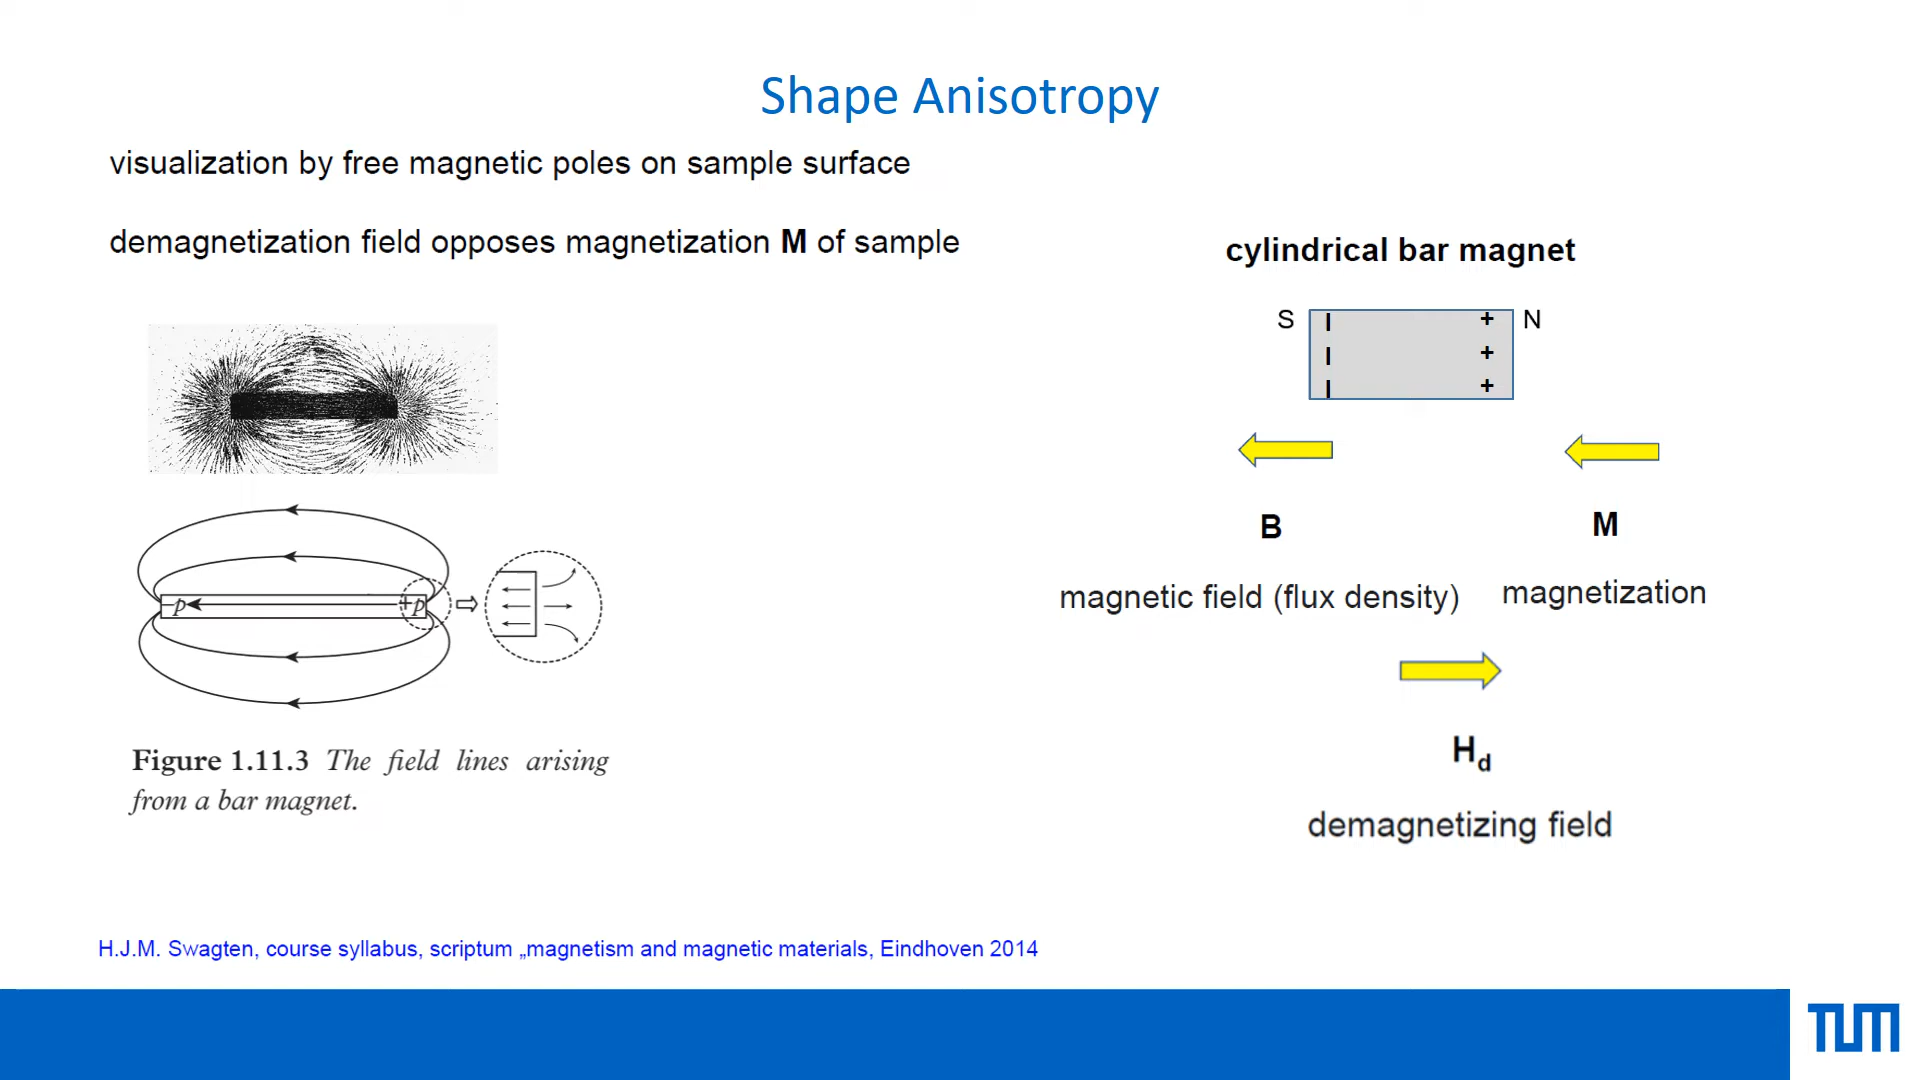 Shape Anisotropy
visualization by free magnetic poles on sample surface
demagnetization field opposes magnetization M of sample
cylindrical bar magnet
S
N
+
+
+
B
M
magnetic field (flux density)
magnetization
-p
+p
Hd
demagnetizing field
Figure 1.11.3 The field lines arising
from a bar magnet.
H.J.M. Swagten, course syllabus, scriptum „magnetism and magnetic materials, Eindhoven 2014
TUM